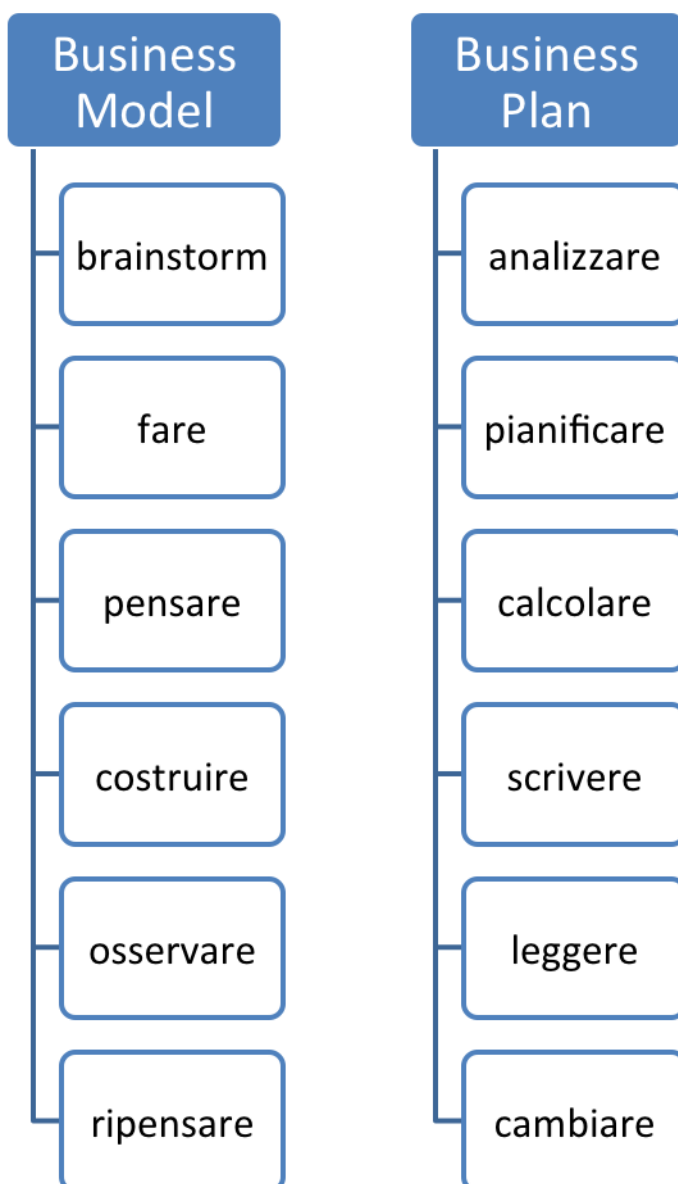 Business
Model
brainstorm
fare
pensare
costruire
osservare
ripensare
Business
Plan
analizzare
pianificare
calcolare
scrivere
leggere
cambiare